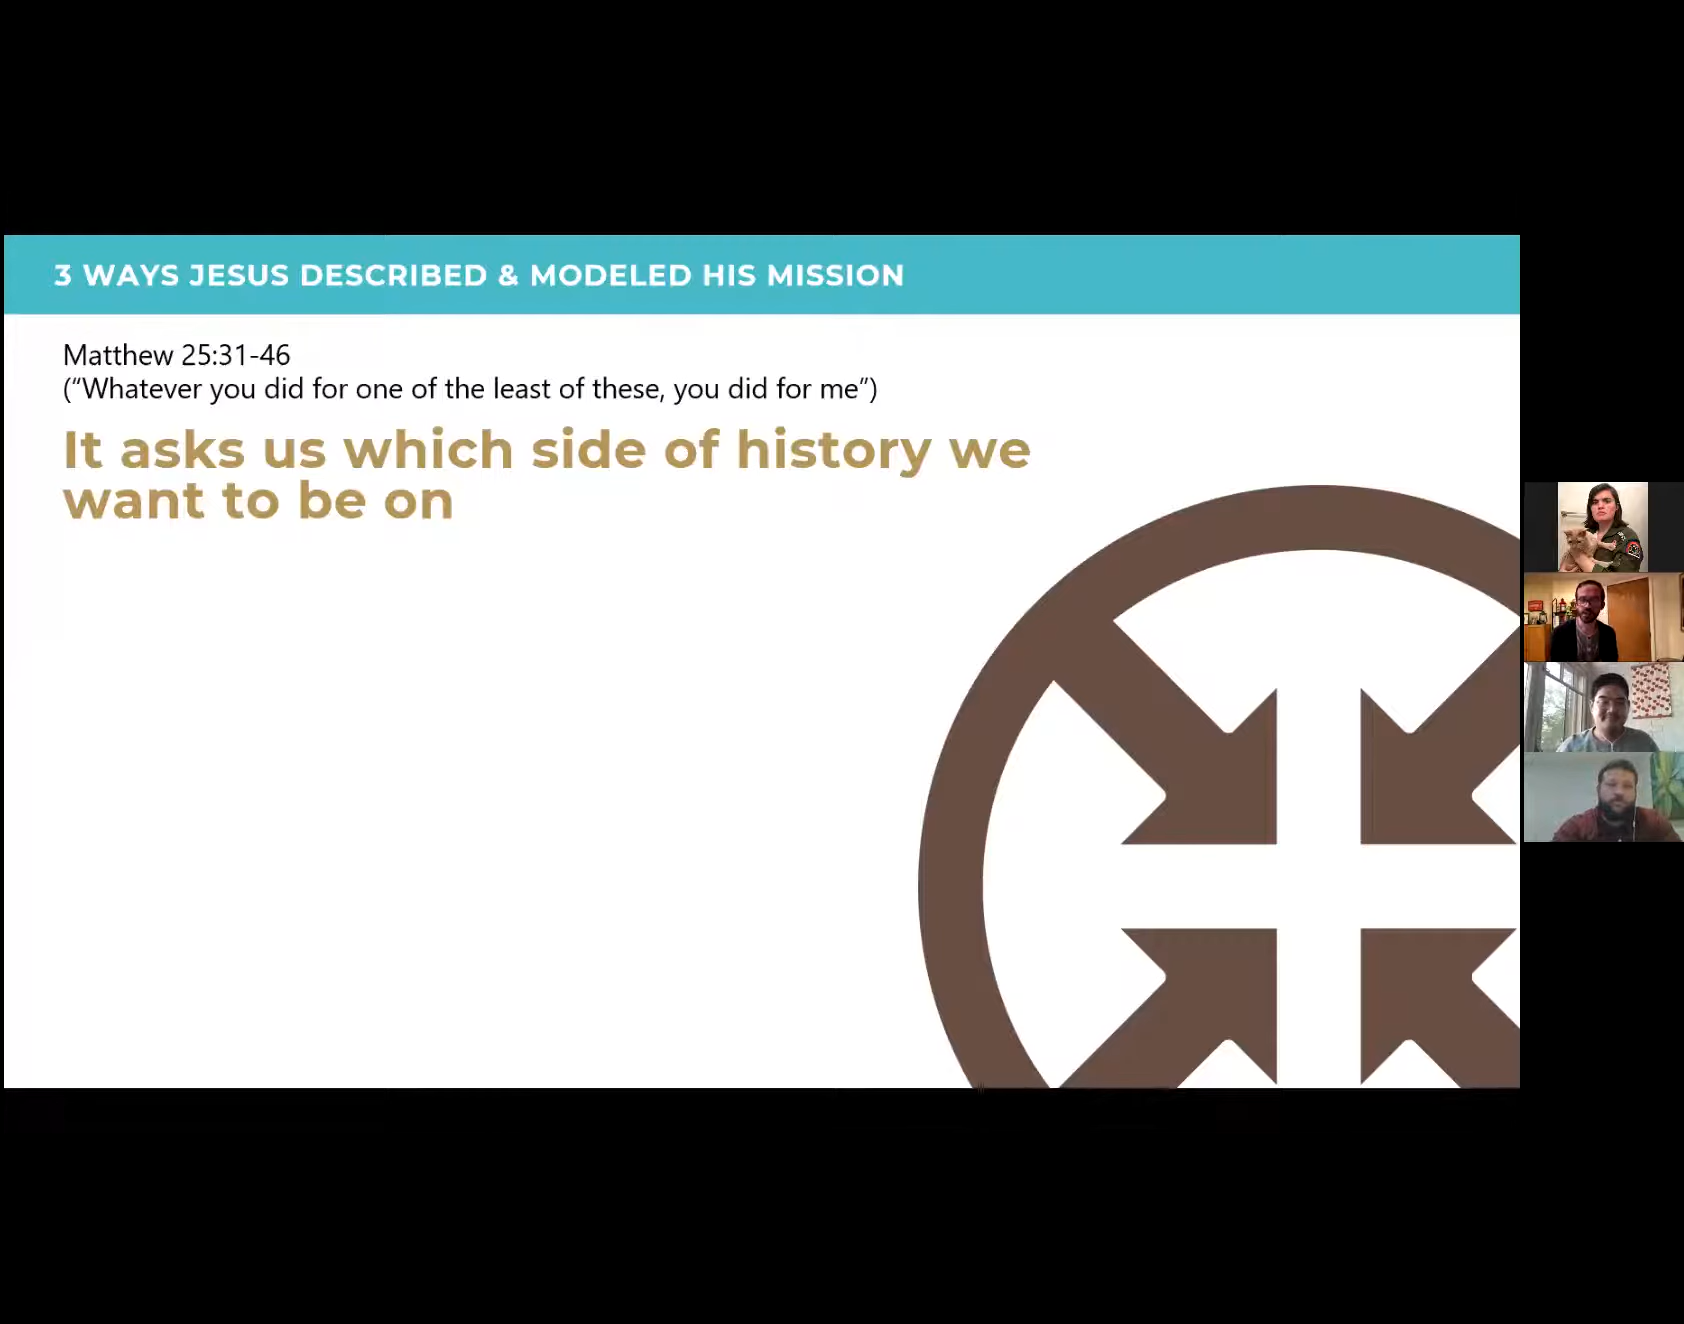 3 WAYS JESUS DESCRIBED & MODELED HIS MISSION
Matthew 25:31-46
(“Whatever you did for one of the least of these, you did for me”)
It asks us which side of history we
want to be on